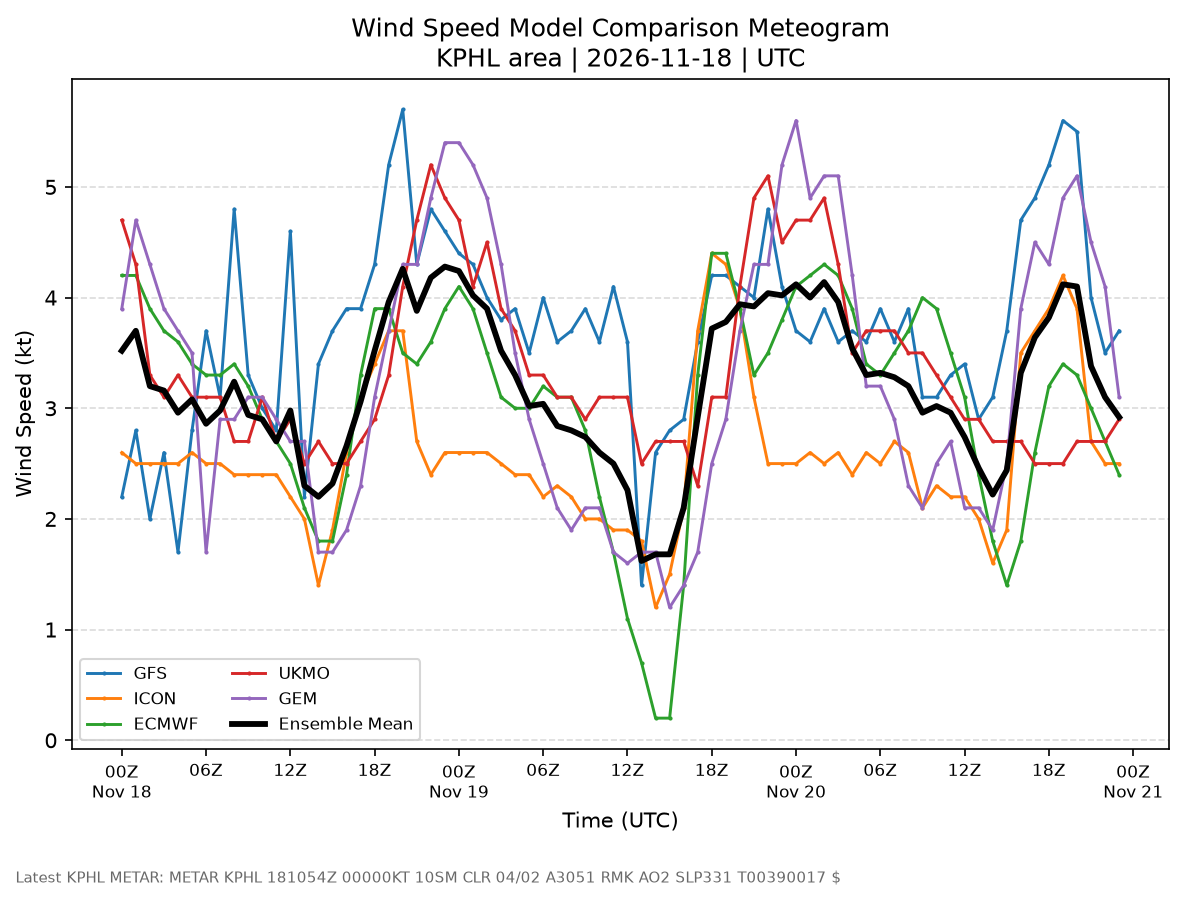 Wind Speed Model Comparison Meteogram
KPHL area | 2026-11-18 | UTC
Wind Speed (kt)
5
4
3
2
1
0
GFS
ICON
ECMWF
UKMO
GEM
Ensemble Mean
00Z 06Z 12Z 18Z 00Z 06Z 12Z 18Z 00Z 06Z 12Z 18Z 00Z
Nov 18 Nov 19 Nov 20 Nov 21
Time (UTC)
Latest KPHL METAR: METAR KPHL 181054Z 00000KT 10SM CLR 04/02 A3051 RMK AO2 SLP331 T00390017 $